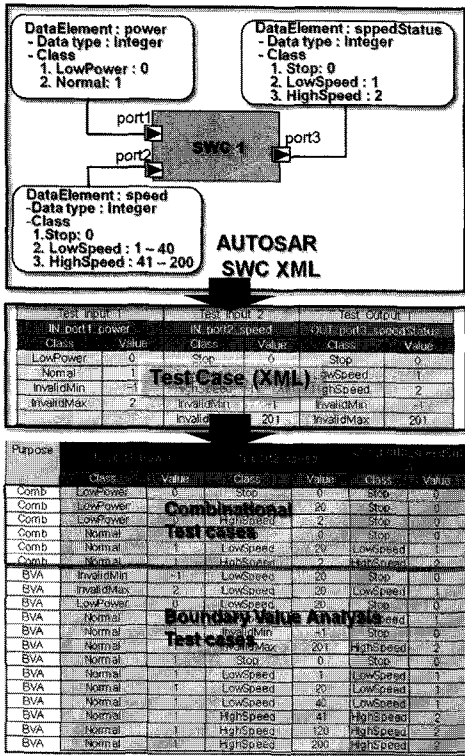 DataElement : power
- Data type : Integer
- Class
1. LowPower : 0
2. Normal: 1
DataElement : sppedStatus
- Data type : Integer
- Class
1. Stop: 0
2. LowSpeed : 1
3. HighSpeed : 2
port1
port2
SWC 1
port3
DataElement : speed
-Data type : Integer
-Class
1.Stop: 0
2. LowSpeed : 1 ~ 40
3. HighSpeed : 41 ~ 200
AUTOSAR
SWC XML
Test Input 1 Test Input 2 Test Output 1
IN_port1_power IN_port2_speed OUT_port3_speedStatus
Class Value Class Value Class Value
LowPower 0 Stop 0 Stop 0
Normal 1 1
InvalidMin -1 2
InvalidMax 2 InvalidMin -1 InvalidMin -1
201 InvalidMax 201
Test Case (XML)
Purpose
Class Value Class Value Class Value
Comb LowPower 0 Stop 0 Stop 0
Comb LowPower 20 Stop 0
Comb LowPower HighSpeed 2 Stop 0
Comb Normal 0 Stop 0
Comb Normal 1 LowSpeed 20 LowSpeed 1
Comb Normal 1 HighSpeed 2 HighSpeed 2
Combinational
Test cases
BVA InvalidMin -1 LowSpeed 20 Stop 0
BVA InvalidMax 2 LowSpeed 20 LowSpeed 1
BVA LowPower 0 LowSpeed 20 Stop 0
BVA Normal 1
BVA Normal InvalidMin -1 Stop 0
BVA Normal 201 HighSpeed 2
BVA Normal 1 Stop 0 Stop 0
BVA Normal 1 LowSpeed 1 LowSpeed 1
BVA Normal 1 LowSpeed 20 LowSpeed 1
BVA Normal LowSpeed 40 LowSpeed 1
BVA Normal HighSpeed 41 HighSpeed 2
BVA Normal 1 HighSpeed 120 HighSpeed 2
BVA Normal 1 HighSpeed 200 HighSpeed 2
Boundary Value Analysis
Test cases